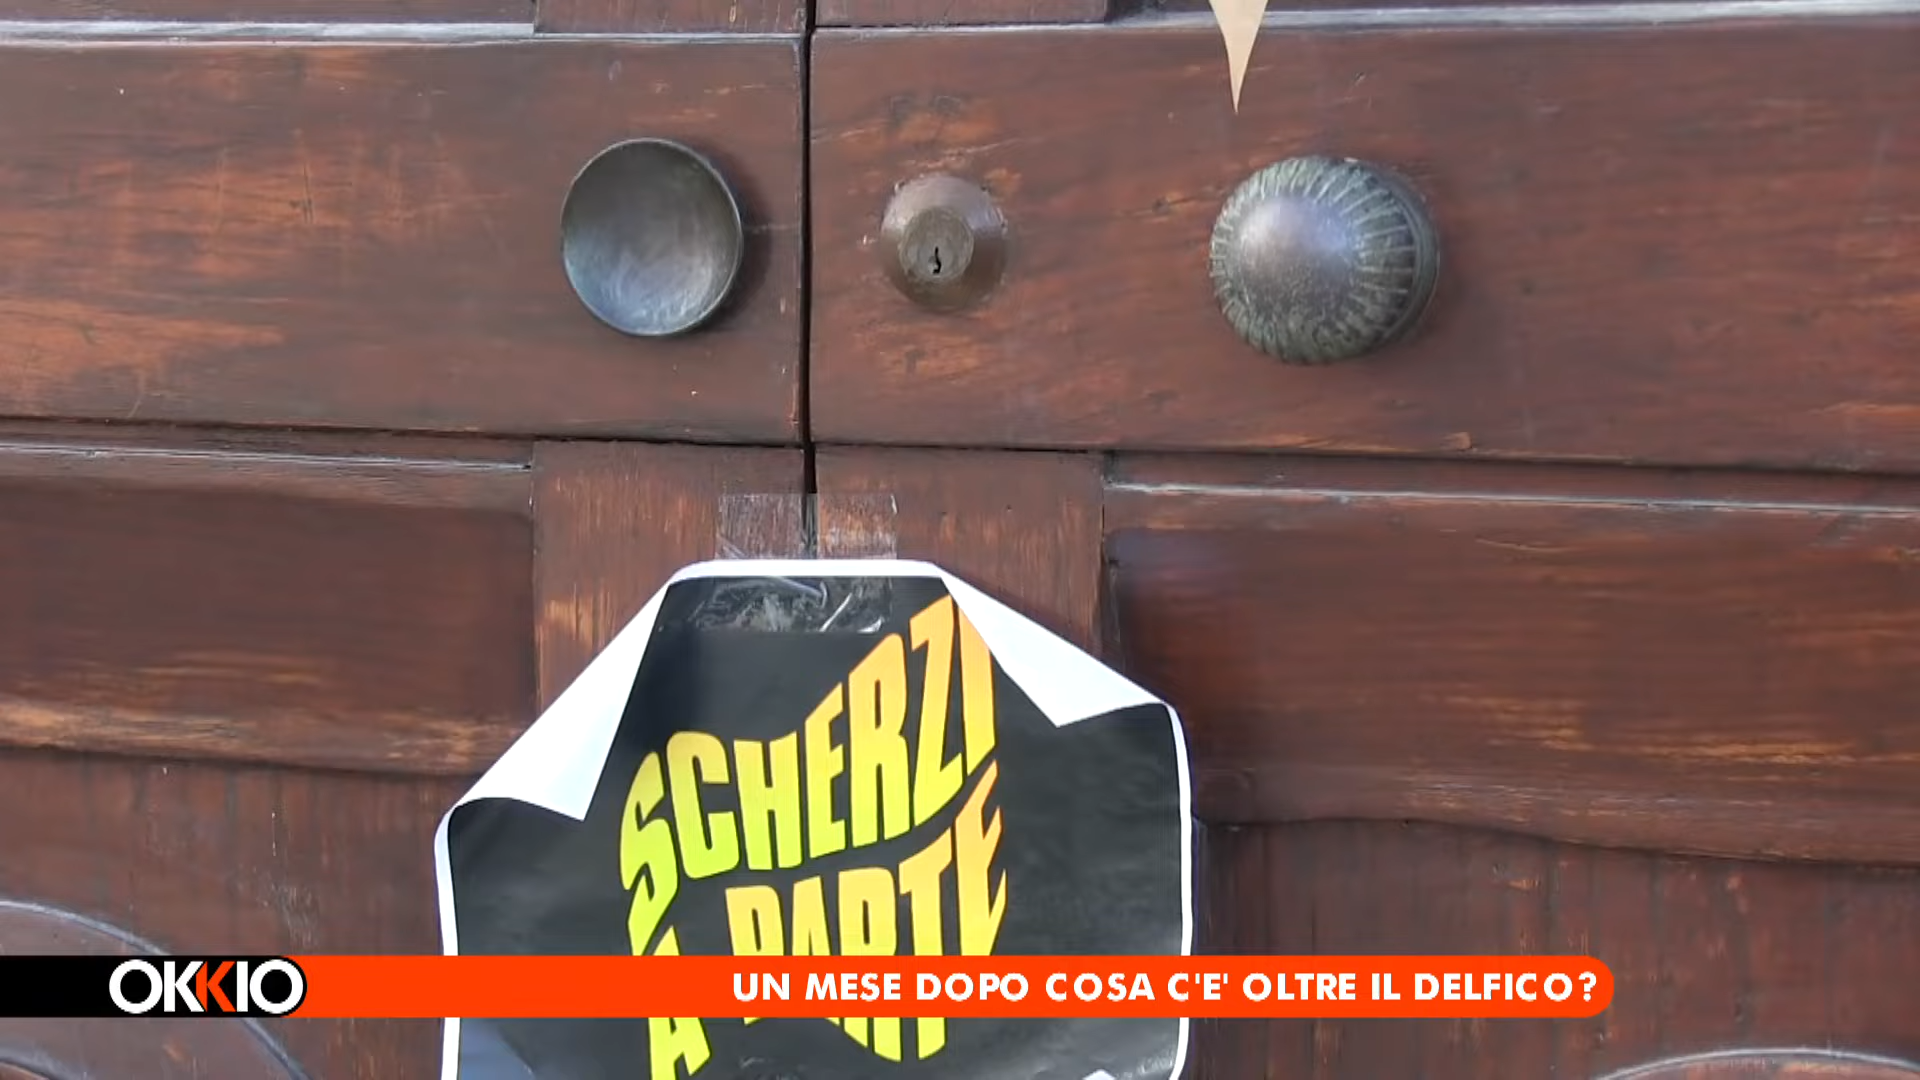 SCHERZI
A PARTE
OKKIO
UN MESE DOPO COSA C'E' OLTRE IL DELFICO?